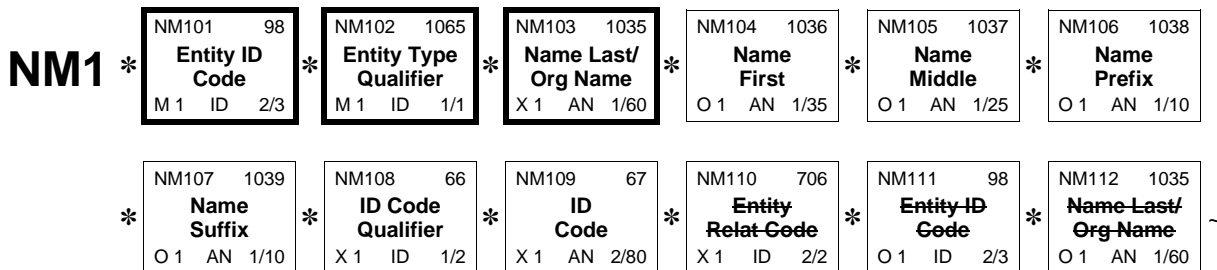 NM101 98 NM102 1065 NM103 1035 NM104 1036 NM105 1037 NM106 1038
NM1 * Entity ID Code * Entity Type Qualifier * Name Last/ Org Name * Name First * Name Middle * Name Prefix
M 1 ID 2/3 M 1 ID 1/1 X 1 AN 1/60 O 1 AN 1/35 O 1 AN 1/25 O 1 AN 1/10
NM107 1039 NM108 66 NM109 67 NM110 706 NM111 98 NM112 1035
* Name Suffix * ID Code Qualifier * ID Code * Entity Relat Code * Entity ID Code * Name Last/ Org Name ~
O 1 AN 1/10 X 1 ID 1/2 X 1 AN 2/80 X 1 ID 2/2 O 1 ID 2/3 O 1 AN 1/60